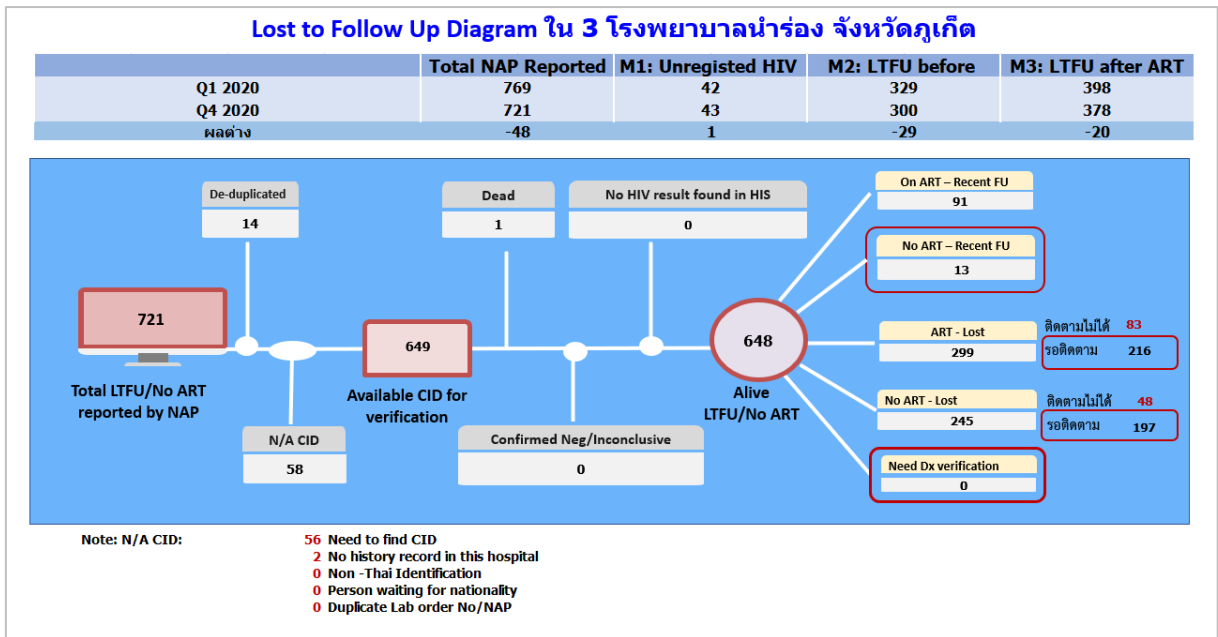 Lost to Follow Up Diagram ใน 3 โรงพยาบาลนำร่อง จังหวัดภูเก็ต
Total NAP Reported M1: Unregisted HIV M2: LTFU before M3: LTFU after ART
Q1 2020 769 42 329 398
Q4 2020 721 43 300 378
ผลต่าง -48 1 -29 -20
De-duplicated
14
Dead
1
No HIV result found in HIS
0
On ART – Recent FU
91
No ART – Recent FU
13
721
Total LTFU/No ART
reported by NAP
649
Available CID for
verification
648
Alive
LTFU/No ART
ART - Lost
299
ติดตามไม่ได้ 83
รอติดตาม 216
No ART - Lost
245
ติดตามไม่ได้ 48
รอติดตาม 197
N/A CID
58
Confirmed Neg/Inconclusive
0
Need Dx verification
0
Note: N/A CID: 56 Need to find CID
2 No history record in this hospital
0 Non -Thai Identification
0 Person waiting for nationality
0 Duplicate Lab order No/NAP